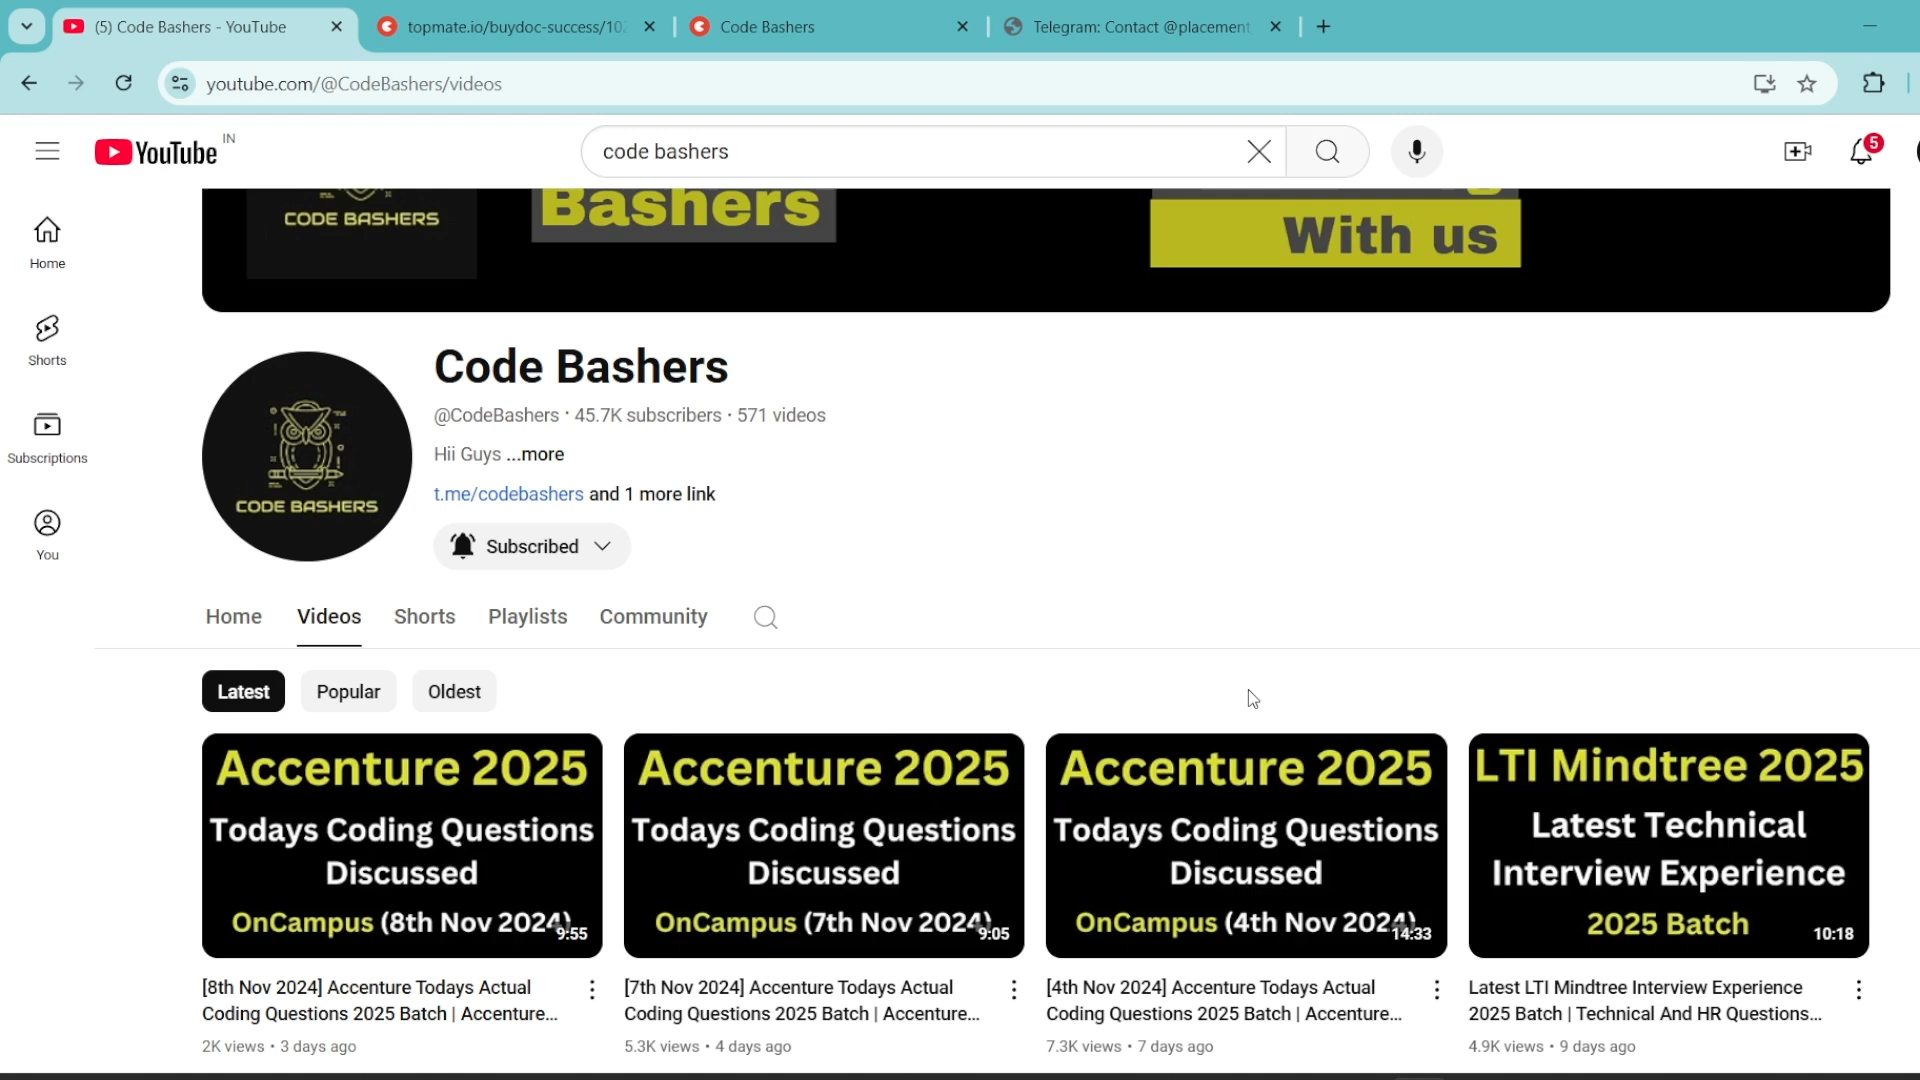 (5) Code Bashers - YouTube
topmate.io/buydoc-success/10
Code Bashers
Telegram: Contact @placement
youtube.com/@CodeBashers/videos
YouTube IN
code bashers
5
Home
Shorts
Subscriptions
You
CODE BASHERS
Bashers
With us
CODE BASHERS
Code Bashers
@CodeBashers • 45.7K subscribers • 571 videos
Hii Guys ...more
t.me/codebashers and 1 more link
Subscribed
Home Videos Shorts Playlists Community
Latest Popular Oldest
Accenture 2025
Todays Coding Questions
Discussed
OnCampus (8th Nov 2024)
9:55
[8th Nov 2024] Accenture Todays Actual
Coding Questions 2025 Batch | Accenture...
2K views • 3 days ago
Accenture 2025
Todays Coding Questions
Discussed
OnCampus (7th Nov 2024)
9:05
[7th Nov 2024] Accenture Todays Actual
Coding Questions 2025 Batch | Accenture...
5.3K views • 4 days ago
Accenture 2025
Todays Coding Questions
Discussed
OnCampus (4th Nov 2024)
14:33
[4th Nov 2024] Accenture Todays Actual
Coding Questions 2025 Batch | Accenture...
7.3K views • 7 days ago
LTI Mindtree 2025
Latest Technical
Interview Experience
2025 Batch
10:18
Latest LTI Mindtree Interview Experience
2025 Batch | Technical And HR Questions...
4.9K views • 9 days ago